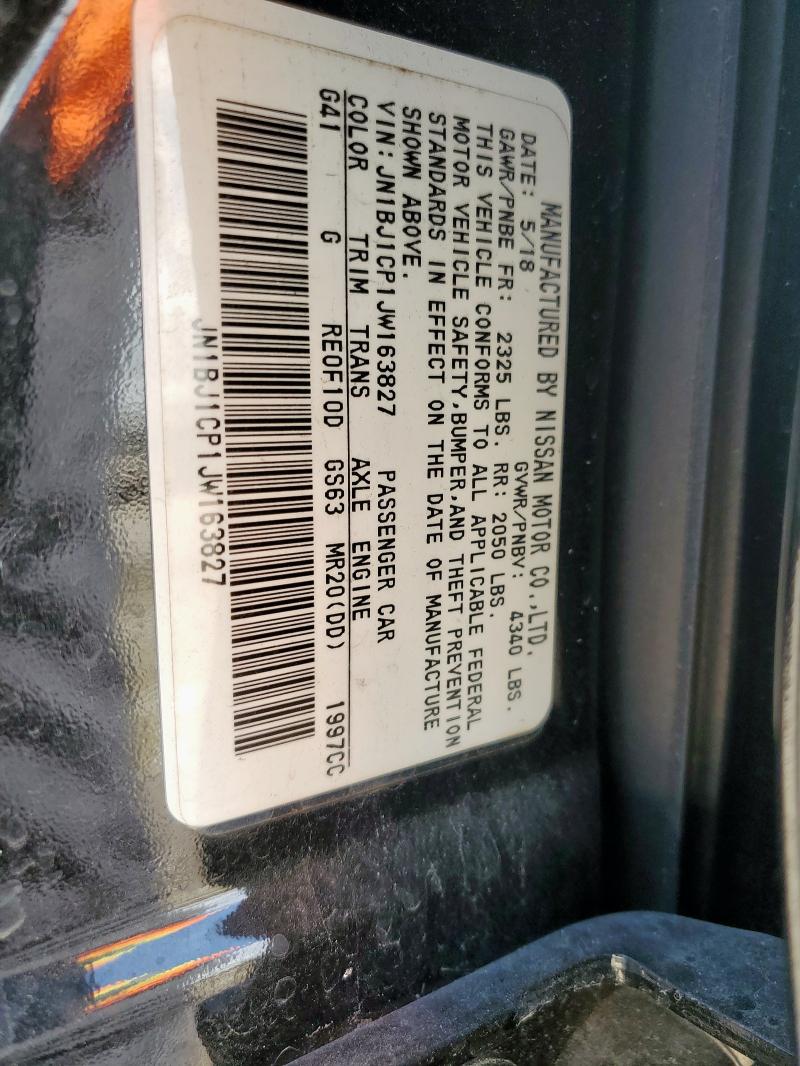 MANUFACTURED BY NISSAN MOTOR CO.,LTD.
DATE: 5/18 GVWR/PNBV: 4340 LBS.
GAWR/PNBE FR: 2325 LBS. RR: 2050 LBS.
THIS VEHICLE CONFORMS TO ALL APPLICABLE FEDERAL
MOTOR VEHICLE SAFETY,BUMPER,AND THEFT PREVENTION
STANDARDS IN EFFECT ON THE DATE OF MANUFACTURE
SHOWN ABOVE.
VIN: JN1BJ1CP1JW163827 PASSENGER CAR
COLOR TRIM TRANS AXLE ENGINE
G41 G RE0F10D GS63 MR20(DD) 1997CC
JN1BJ1CP1JW163827